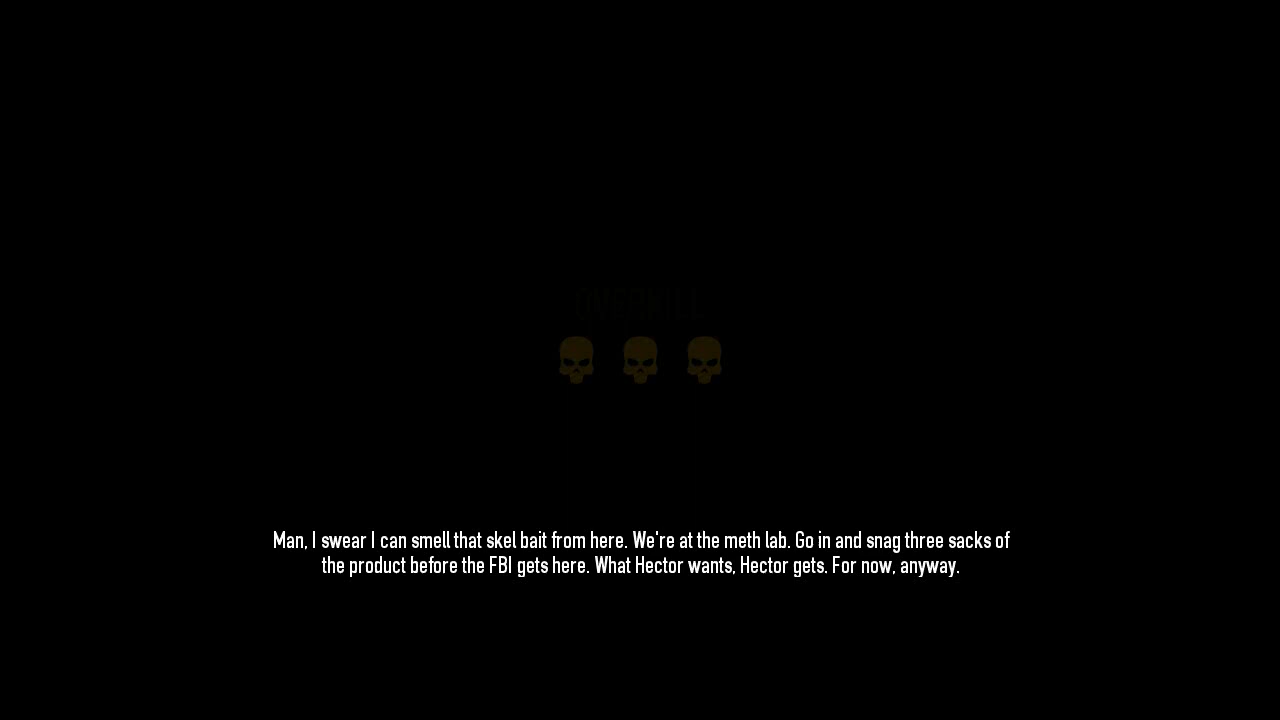 OVERKILL
Man, I swear I can smell that skel bait from here. We're at the meth lab. Go in and snag three sacks of
the product before the FBI gets here. What Hector wants, Hector gets. For now, anyway.